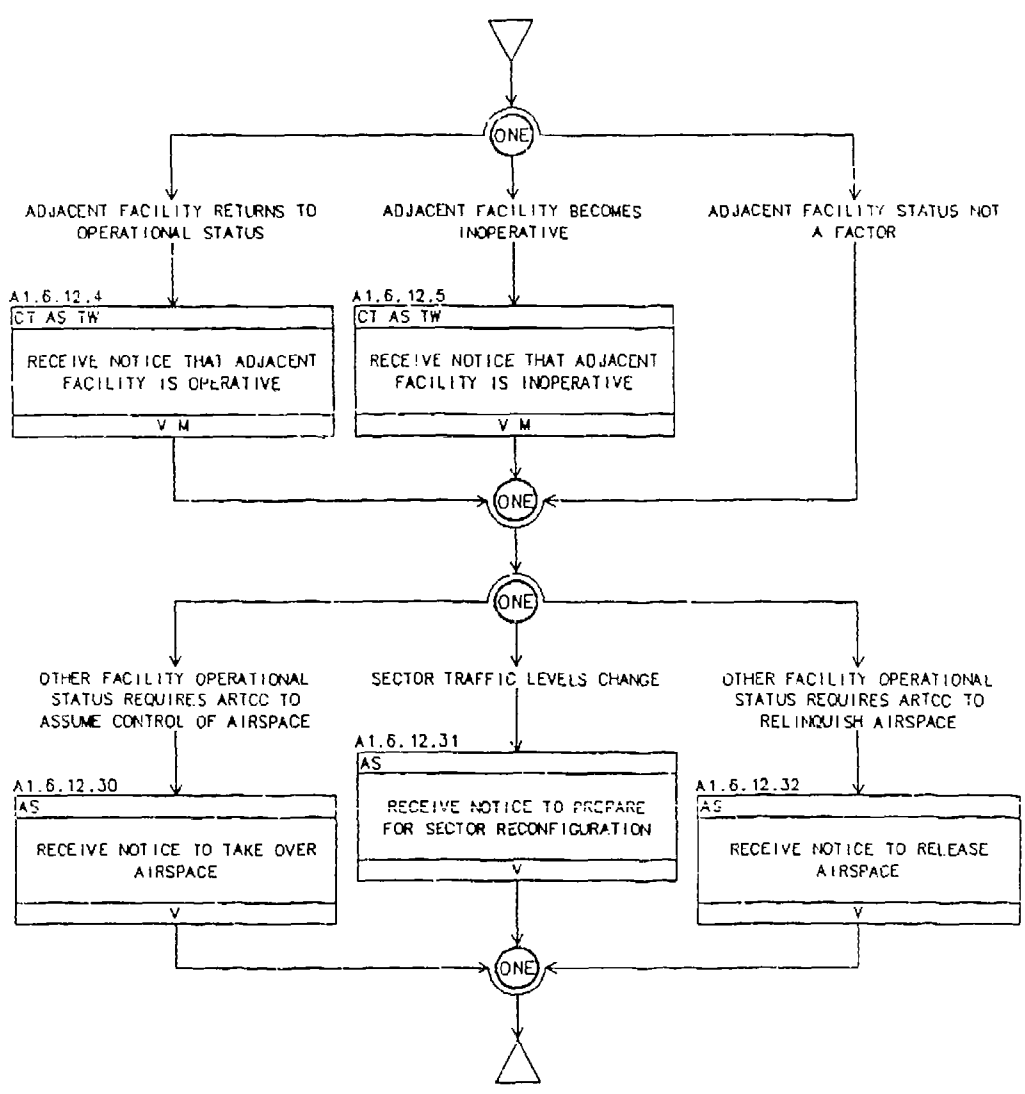 ONE
ADJACENT FACILITY RETURNS TO
OPERATIONAL STATUS
ADJACENT FACILITY BECOMES
INOPERATIVE
ADJACENT FACILITY STATUS NOT
A FACTOR
A1.6.12.4
CT AS TW
RECEIVE NOTICE THAT ADJACENT
FACILITY IS OPERATIVE
V M
A1.6.12.5
CT AS TW
RECEIVE NOTICE THAT ADJACENT
FACILITY IS INOPERATIVE
V M
ONE
ONE
OTHER FACILITY OPERATIONAL
STATUS REQUIRES ARTCC TO
ASSUME CONTROL OF AIRSPACE
SECTOR TRAFFIC LEVELS CHANGE
OTHER FACILITY OPERATIONAL
STATUS REQUIRES ARTCC TO
RELINQUISH AIRSPACE
A1.6.12.30
AS
RECEIVE NOTICE TO TAKE OVER
AIRSPACE
V
A1.6.12.31
AS
RECEIVE NOTICE TO PREPARE
FOR SECTOR RECONFIGURATION
V
A1.6.12.32
AS
RECEIVE NOTICE TO RELEASE
AIRSPACE
V
ONE